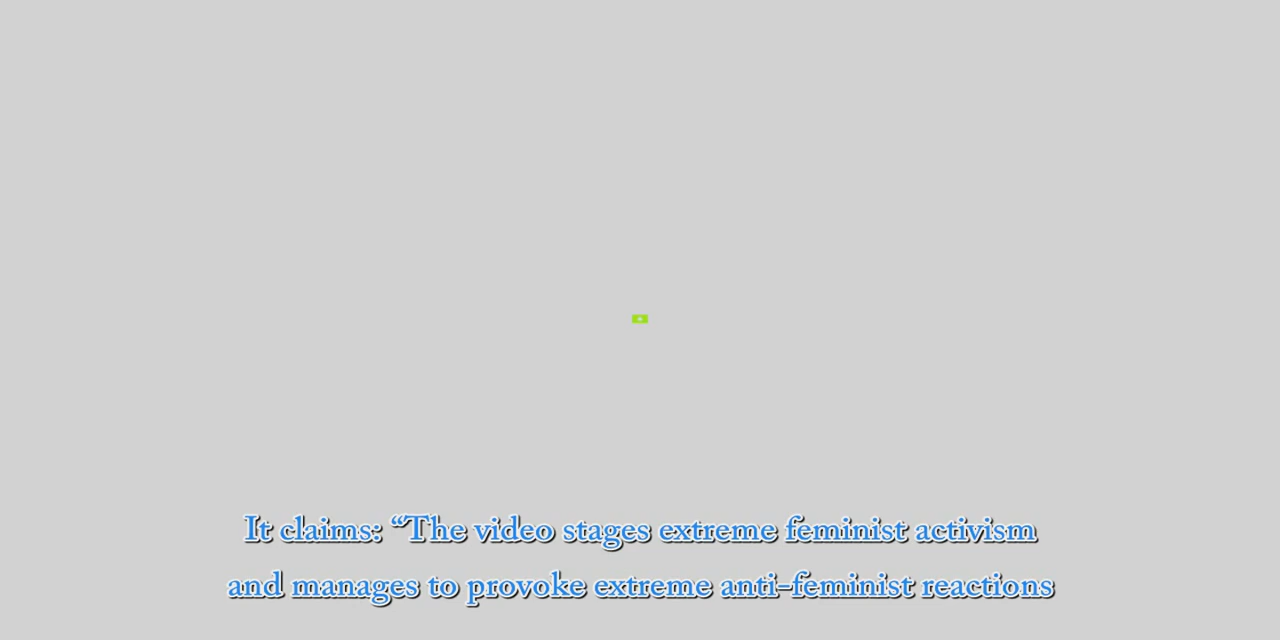 It claims: “The video stages extreme feminist activism
and manages to provoke extreme anti-feminist reactions